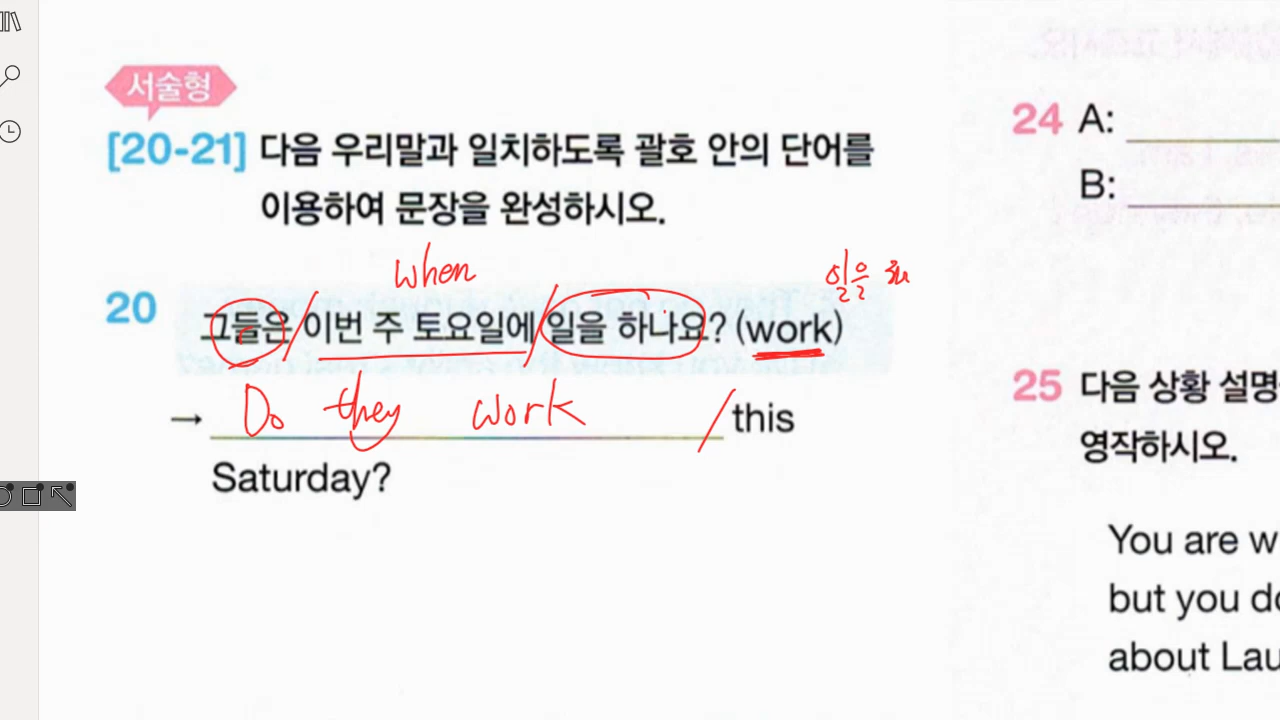 서술형
[20-21] 다음 우리말과 일치하도록 괄호 안의 단어를
이용하여 문장을 완성하시오.
when
20 그들은 / 이번 주 토요일에 / 일을 하나요? (work)
→ Do they work / this
Saturday?
24 A:
B:
25 다음 상황 설명
영작하시오.
You are w
but you do
about Lau